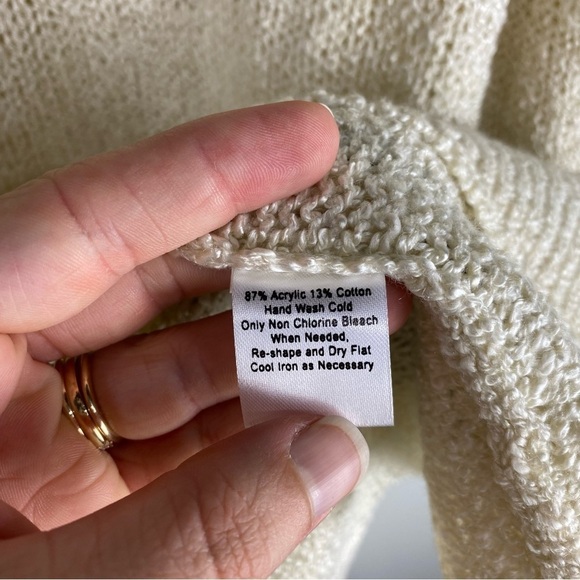 87% Acrylic 13% Cotton
Hand Wash Cold
Only Non Chlorine Bleach
When Needed,
Re-shape and Dry Flat
Cool Iron as Necessary